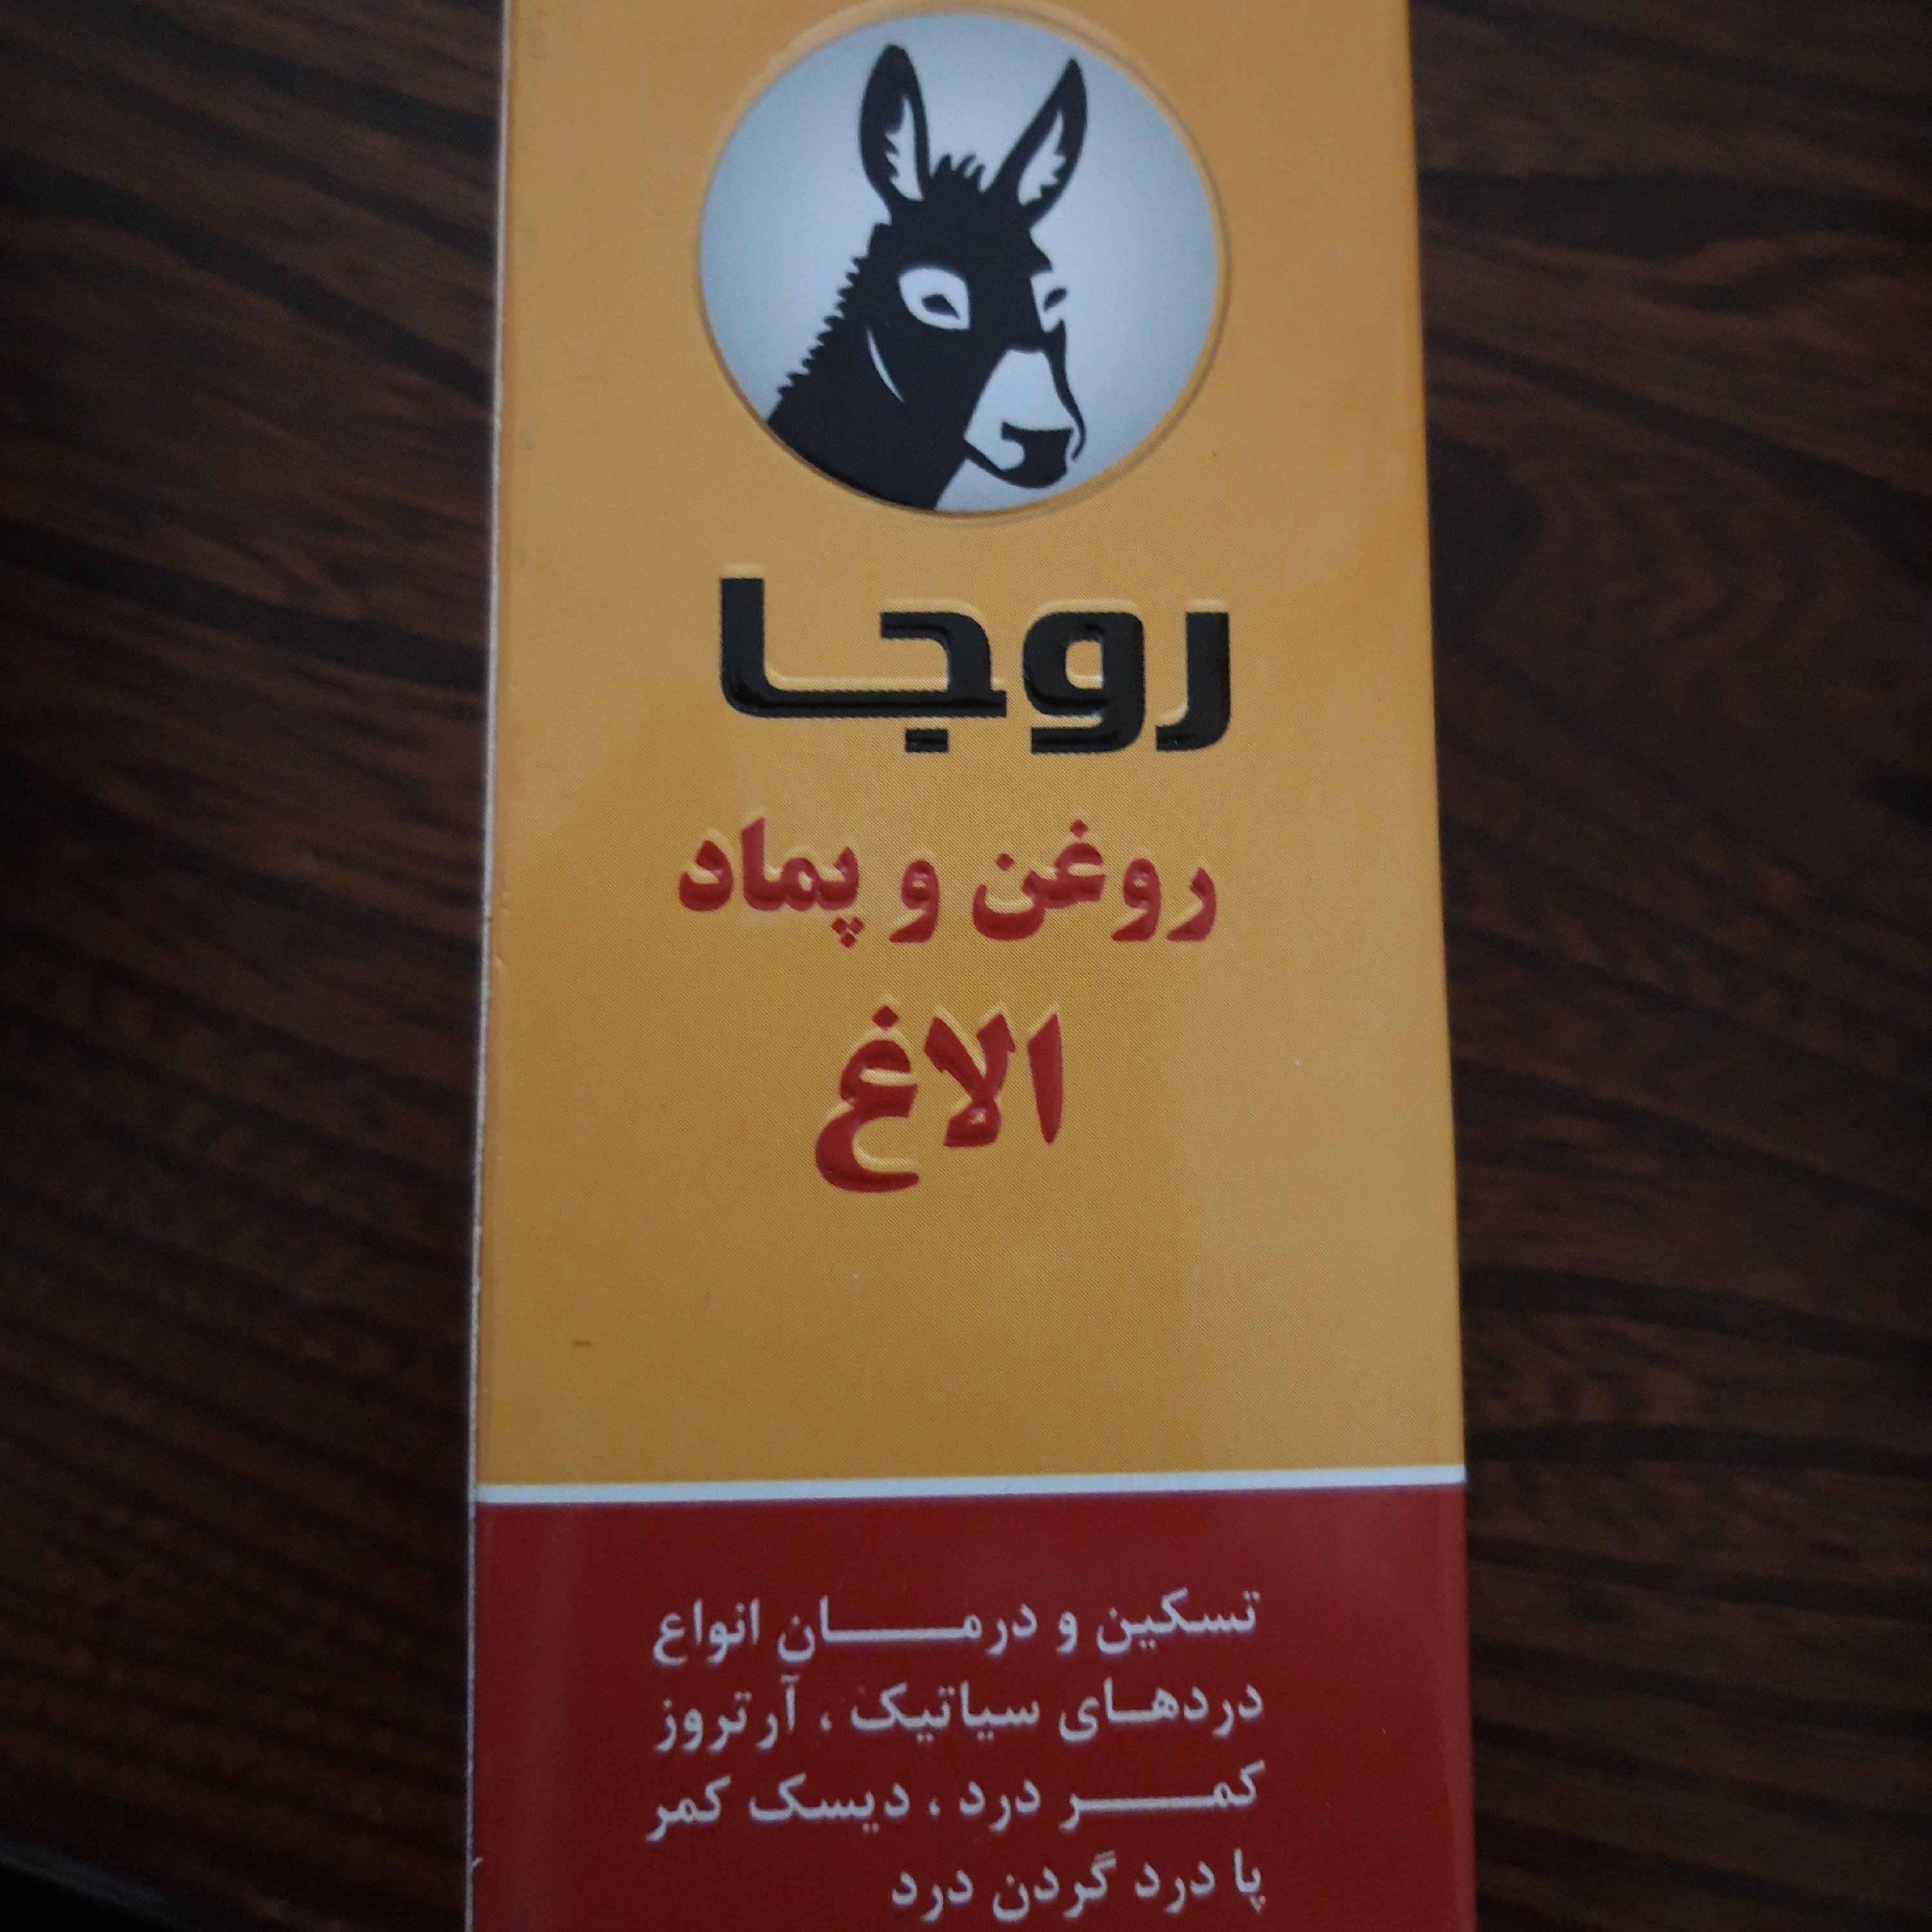 روجا
روغن و پماد
الاغ
تسکین و درمان انواع
دردهای سیاتیک ، آرتروز
کمر درد ، دیسک کمر
پا درد گردن درد